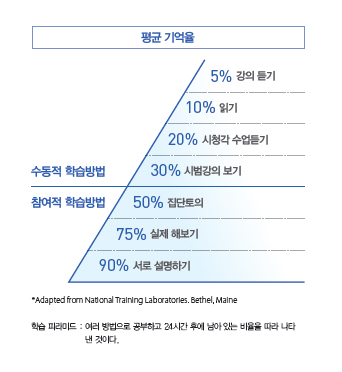 평균 기억율
5% 강의 듣기
10% 읽기
20% 시청각 수업듣기
수동적 학습방법 30% 시범강의 보기
참여적 학습방법 50% 집단토의
75% 실제 해보기
90% 서로 설명하기
*Adapted from National Training Laboratories. Bethel, Maine
학습 피라미드 : 여러 방법으로 공부하고 24시간 후에 남아 있는 비율을 따라 나타
낸 것이다.